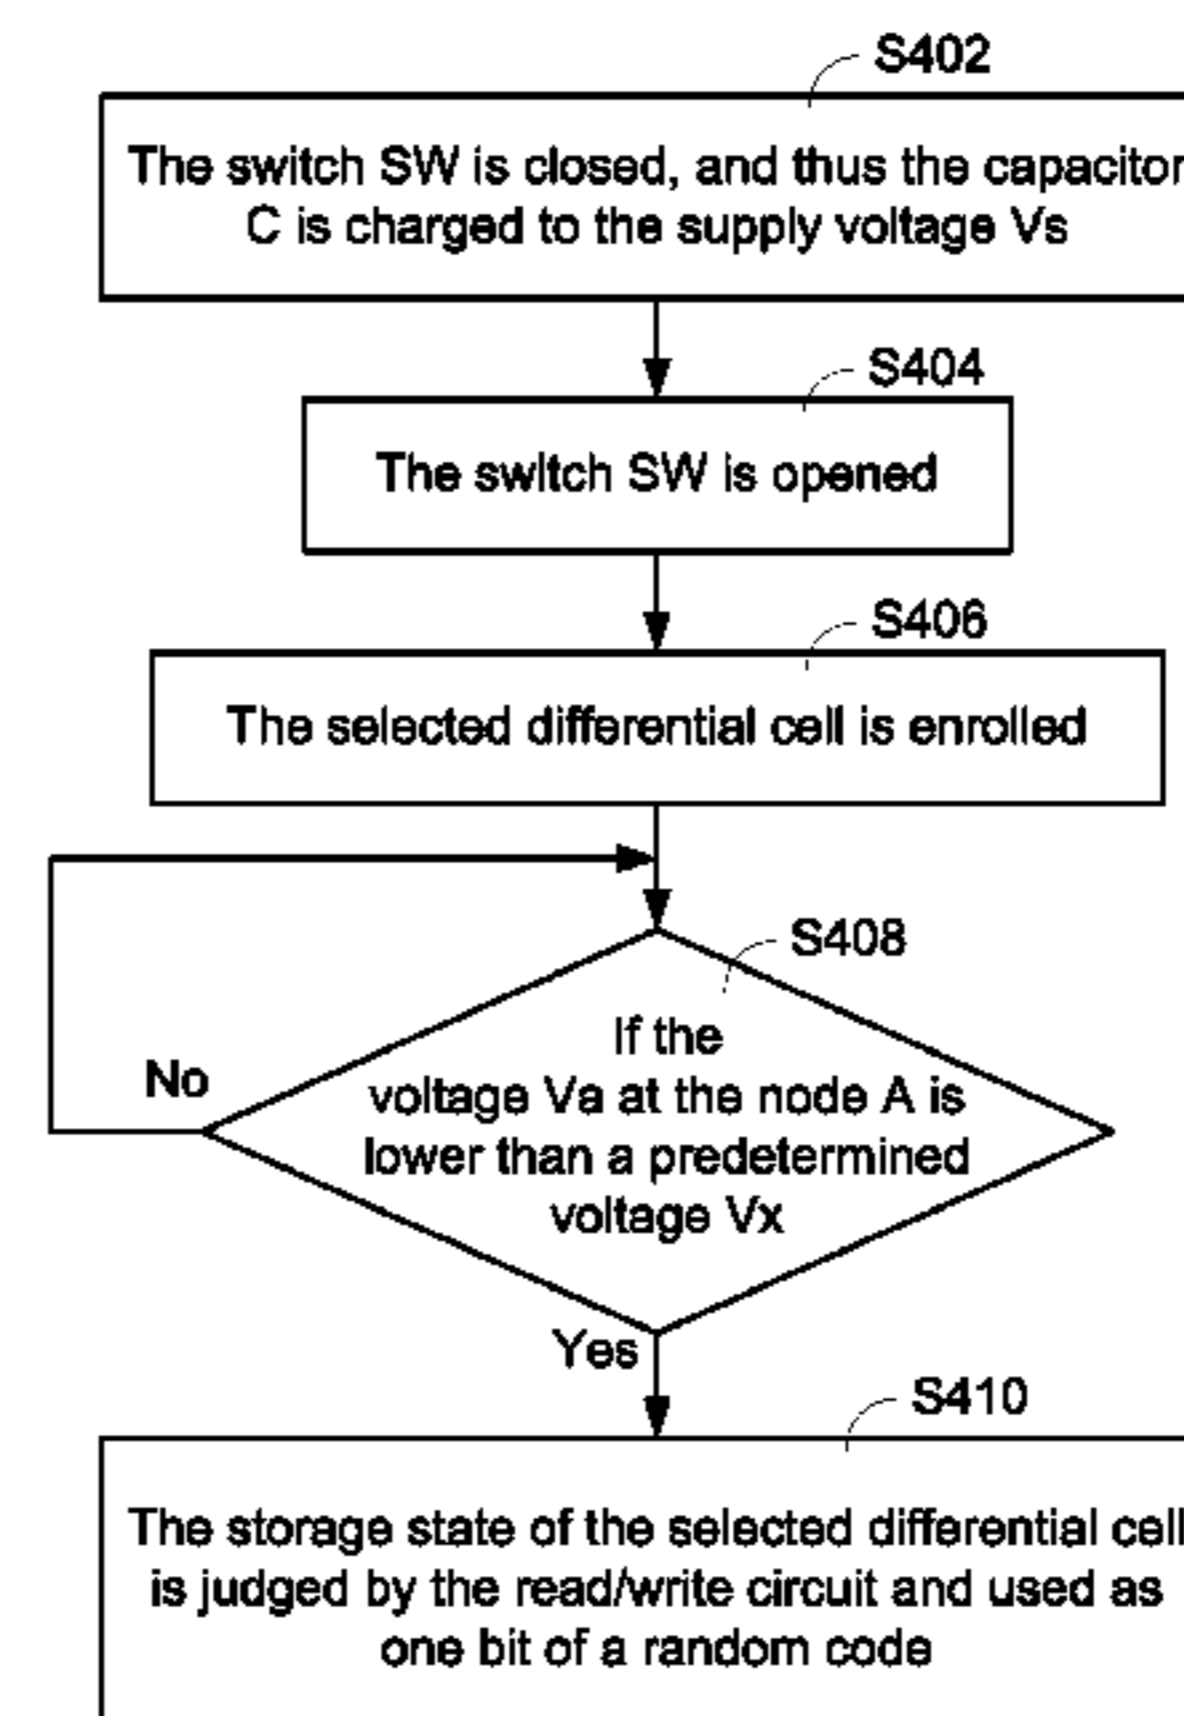 S402
The switch SW is closed, and thus the capacitor
C is charged to the supply voltage Vs
S404
The switch SW is opened
S406
The selected differential cell is enrolled
S408
If the
voltage Va at the node A is
lower than a predetermined
voltage Vx
No
Yes
S410
The storage state of the selected differential cell
is judged by the read/write circuit and used as
one bit of a random code